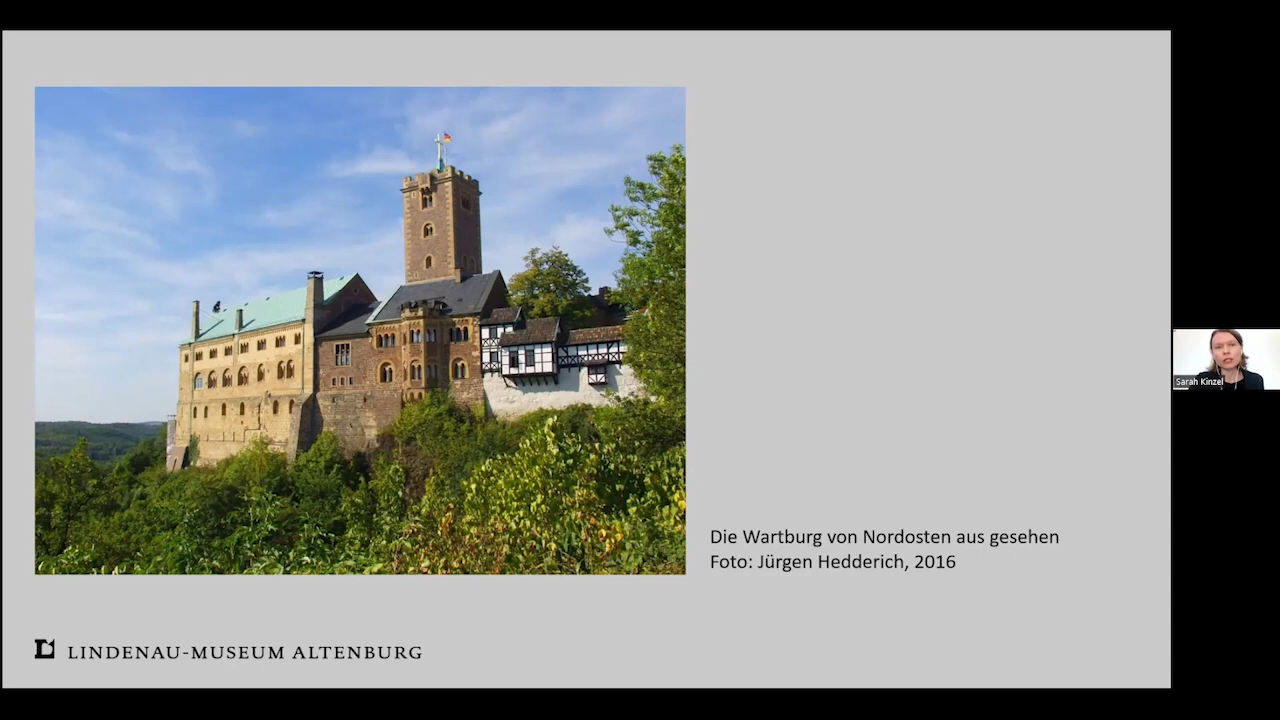 Die Wartburg von Nordosten aus gesehen
Foto: Jürgen Hedderich, 2016
LINDENAU-MUSEUM ALTENBURG
Sarah Kinzel